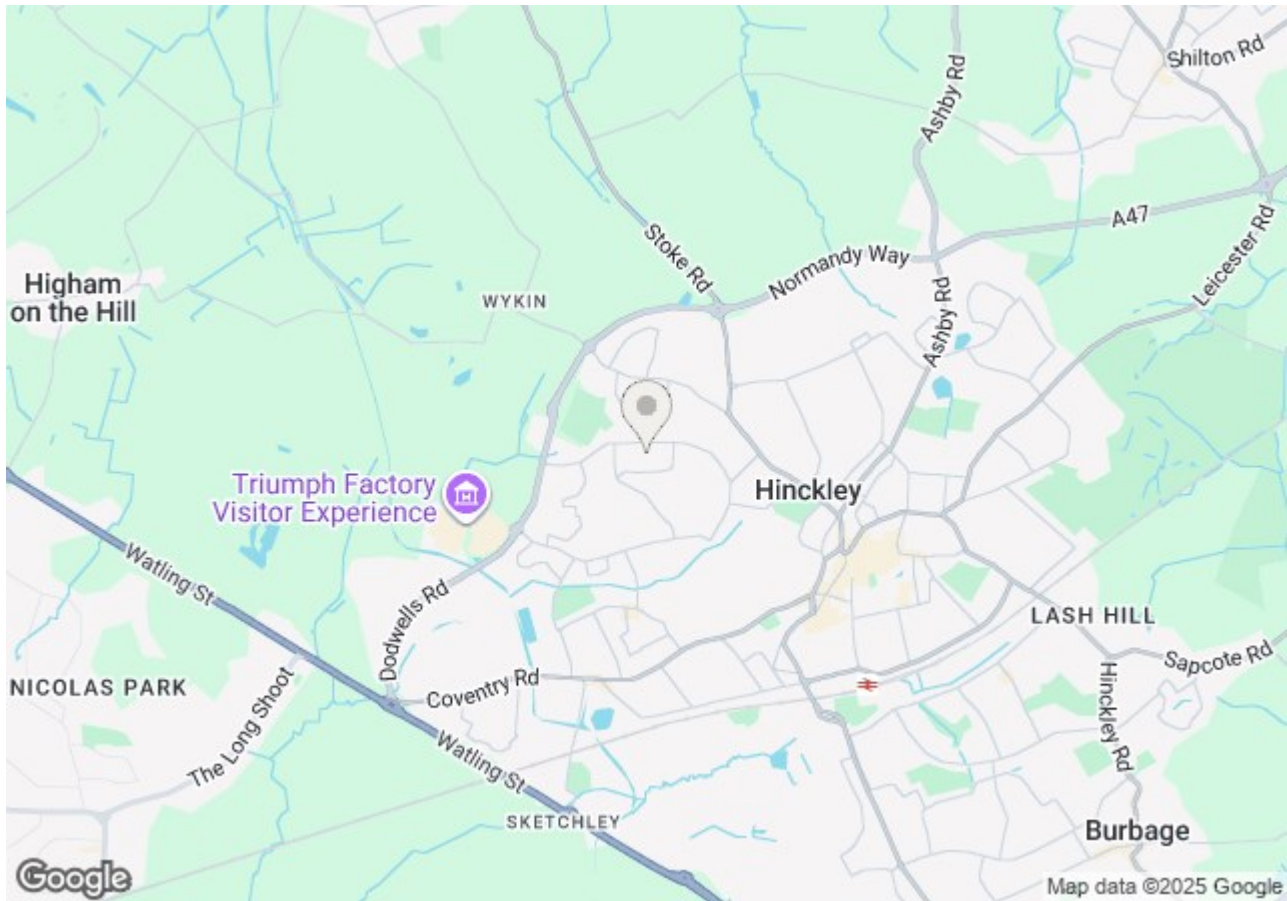 Shilton Rd
Ashby Rd
A47
Leicester Rd
Stoke Rd
Normandy Way
Higham
on the Hill
WYKIN
Ashby Rd
Triumph Factory
Visitor Experience
Hinckley
Watling St
Dodwells Rd
LASH HILL
Sapcote Rd
NICOLAS PARK
The Long Shoot
Coventry Rd
Hinckley Rd
Watling St
SKETCHLEY
Burbage
Google
Map data ©2025 Google